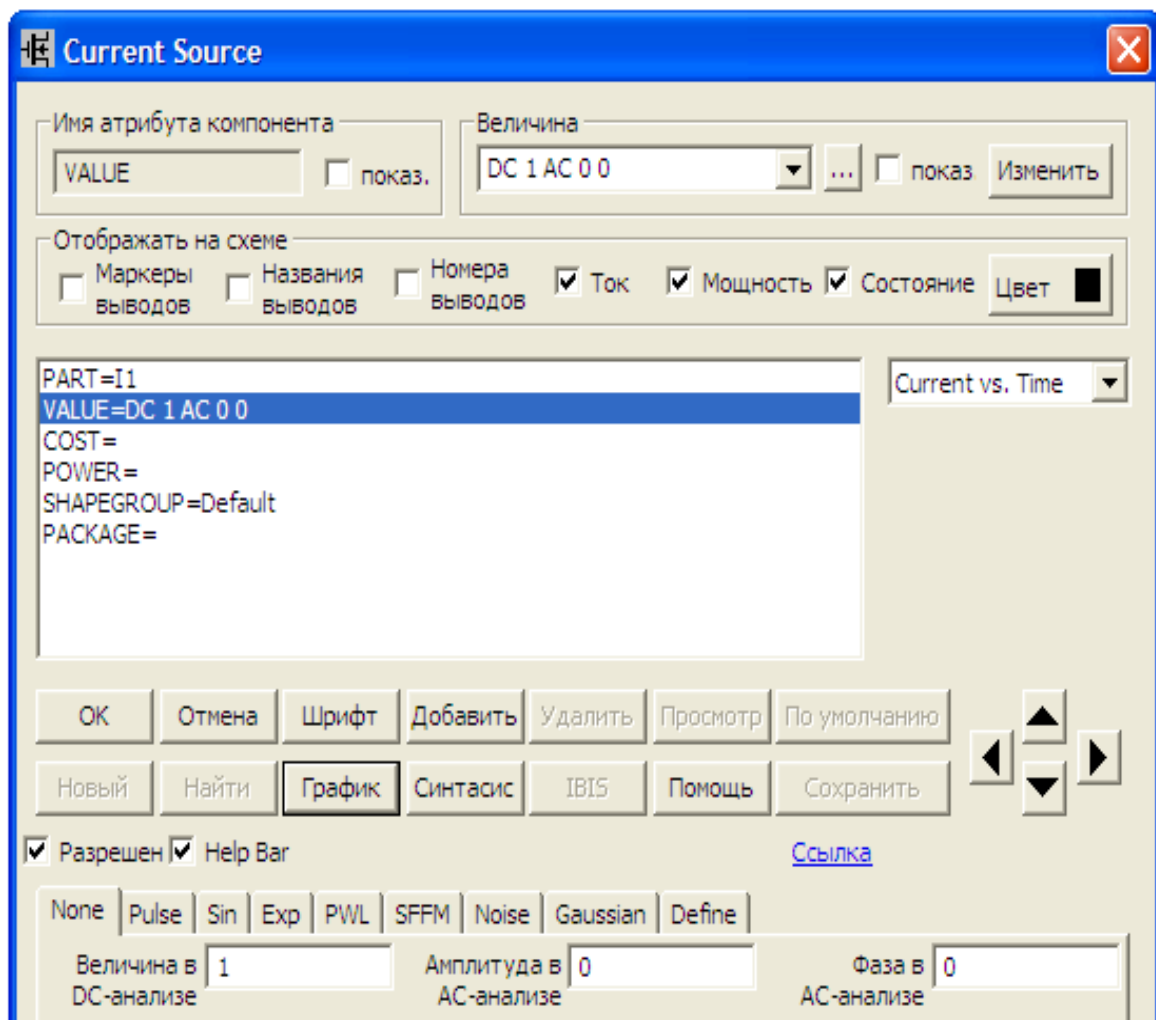 Current Source
Имя атрибута компонента
Величина
VALUE
показ.
DC 1 AC 0 0
...
показ
Изменить
Отображать на схеме
Маркеры выводов
Названия выводов
Номера выводов
Ток
Мощность
Состояние
Цвет
PART=I1
Current vs. Time
VALUE=DC 1 AC 0 0
COST=
POWER=
SHAPEGROUP=Default
PACKAGE=
OK
Отмена
Шрифт
Добавить
Удалить
Просмотр
По умолчанию
Новый
Найти
График
Синтасис
IBIS
Помощь
Сохранить
Разрешен
Help Bar
Ссылка
None
Pulse
Sin
Exp
PWL
SFFM
Noise
Gaussian
Define
Величина в DC-анализе
1
Амплитуда в AC-анализе
0
Фаза в AC-анализе
0